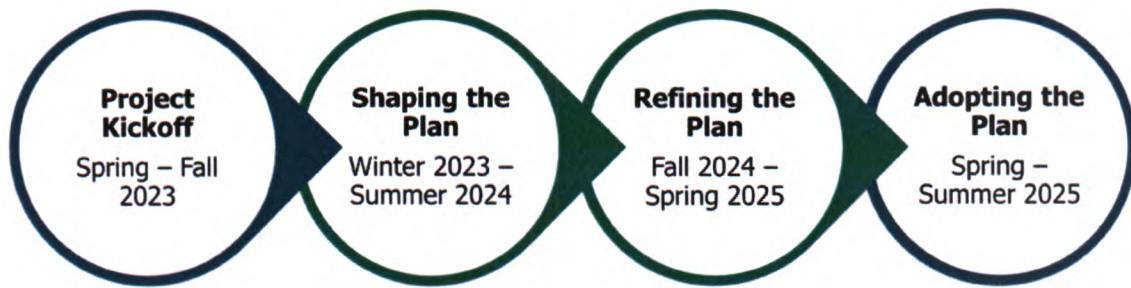 Project
Kickoff
Spring – Fall
2023
Shaping the
Plan
Winter 2023 –
Summer 2024
Refining the
Plan
Fall 2024 –
Spring 2025
Adopting the
Plan
Spring –
Summer 2025